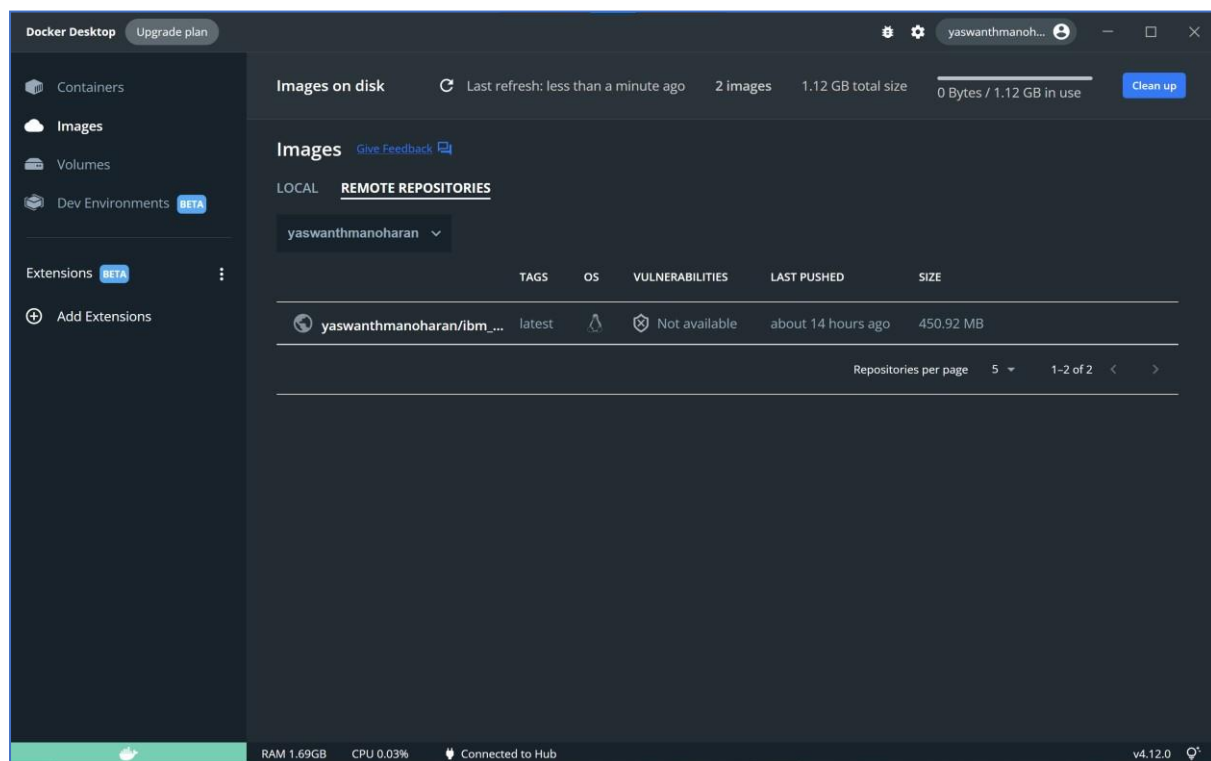 Docker Desktop Upgrade plan yaswanthmanoh...
Containers
Images
Volumes
Dev Environments BETA
Extensions BETA
Add Extensions
Images on disk Last refresh: less than a minute ago 2 images 1.12 GB total size 0 Bytes / 1.12 GB in use Clean up
Images Give Feedback
LOCAL REMOTE REPOSITORIES
yaswanthmanoharan
TAGS OS VULNERABILITIES LAST PUSHED SIZE
yaswanthmanoharan/ibm_... latest Not available about 14 hours ago 450.92 MB
Repositories per page 5 1–2 of 2
RAM 1.69GB CPU 0.03% Connected to Hub v4.12.0